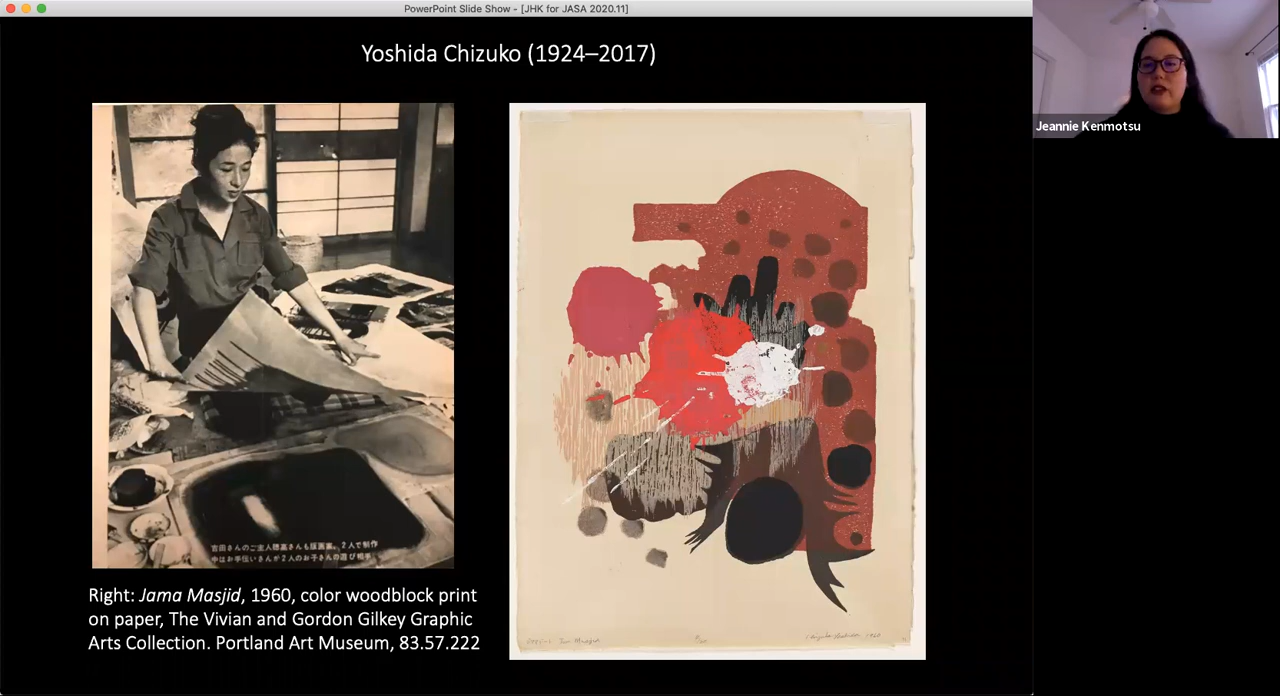 PowerPoint Slide Show - [JHK for JASA 2020.11]
Yoshida Chizuko (1924–2017)
Jeannie Kenmotsu
吉田さんのご主人穂高さんも版画家。2人で制作
中はお手伝いさんが2人のお子さんの遊び相手
1960
Right: Jama Masjid, 1960, color woodblock print
on paper, The Vivian and Gordon Gilkey Graphic
Arts Collection. Portland Art Museum, 83.57.222